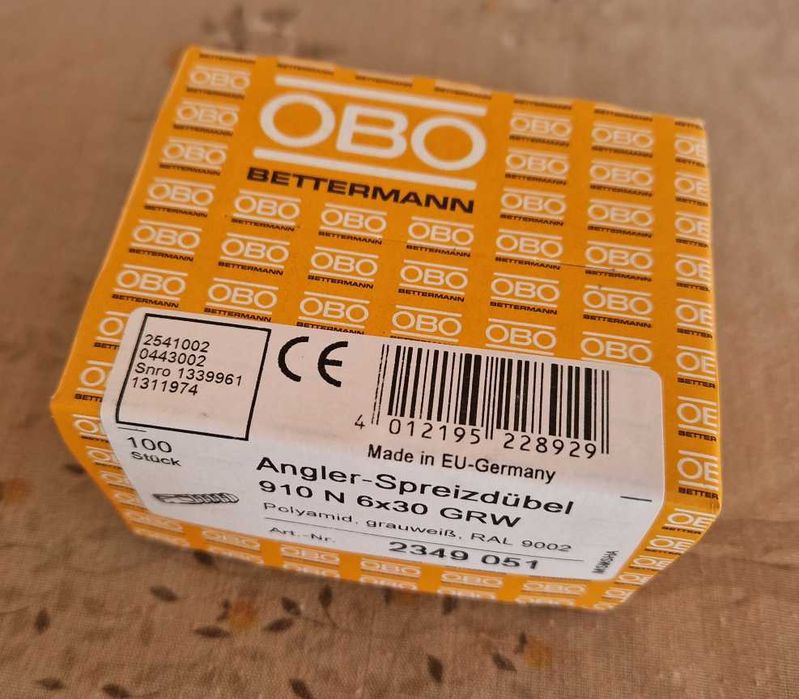 OBO
BETTERMANN
2541002
0443002
Snro 1339961
1311974
CE
4 012195 228929
Made in EU-Germany
100
Stück
Angler-Spreizdübel
910 N 6x30 GRW
Polyamid, grauweiß, RAL 9002
Art.-Nr. 2349 051